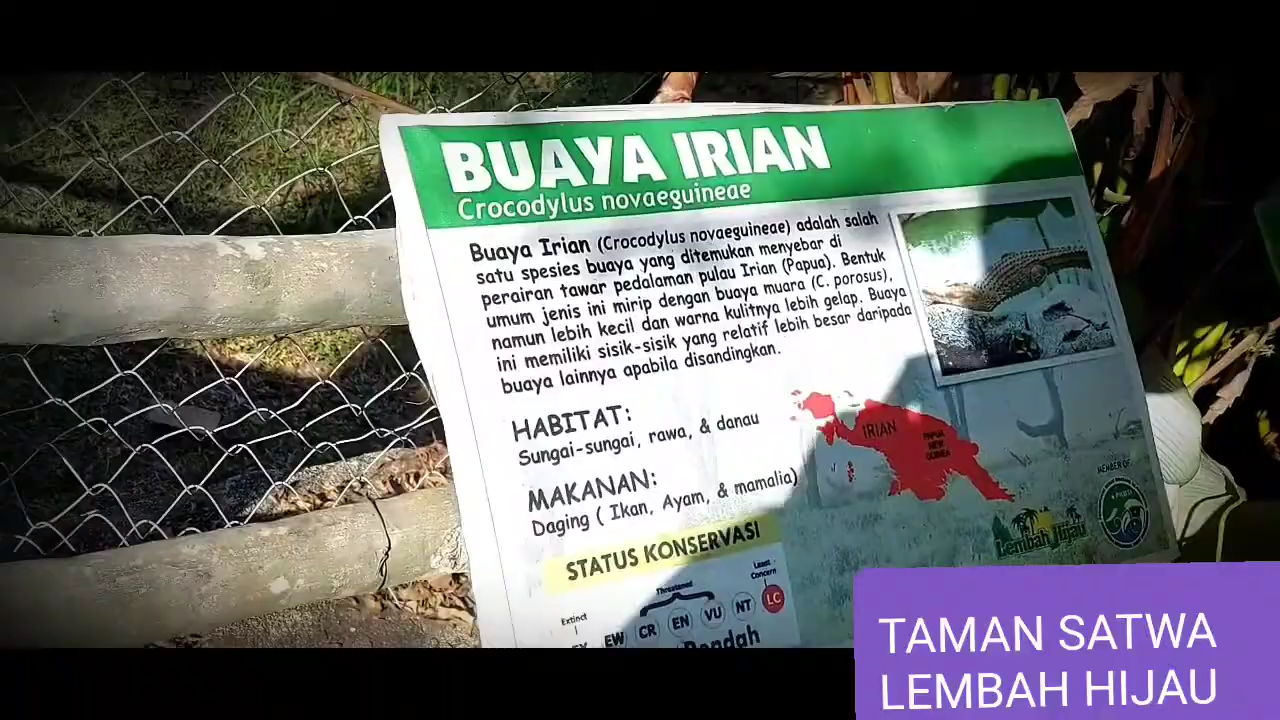 BUAYA IRIAN
Crocodylus novaeguineae
Buaya Irian (Crocodylus novaeguineae) adalah salah
satu spesies buaya yang ditemukan menyebar di
perairan tawar pedalaman pulau Irian (Papua). Bentuk
umum jenis ini mirip dengan buaya muara (C. porosus),
namun lebih kecil dan warna kulitnya lebih gelap. Buaya
ini memiliki sisik-sisik yang relatif lebih besar daripada
buaya lainnya apabila disandingkan.
HABITAT:
Sungai-sungai, rawa, & danau
MAKANAN:
Daging ( Ikan, Ayam, & mamalia)
IRIAN
PAPUA
NEW
GUINEA
MEMBER OF
Lembah Hijau
STATUS KONSERVASI
Extinct
Threatened
Least
Concern
EW CR EN VU NT LC
Rendah
TAMAN SATWA
LEMBAH HIJAU